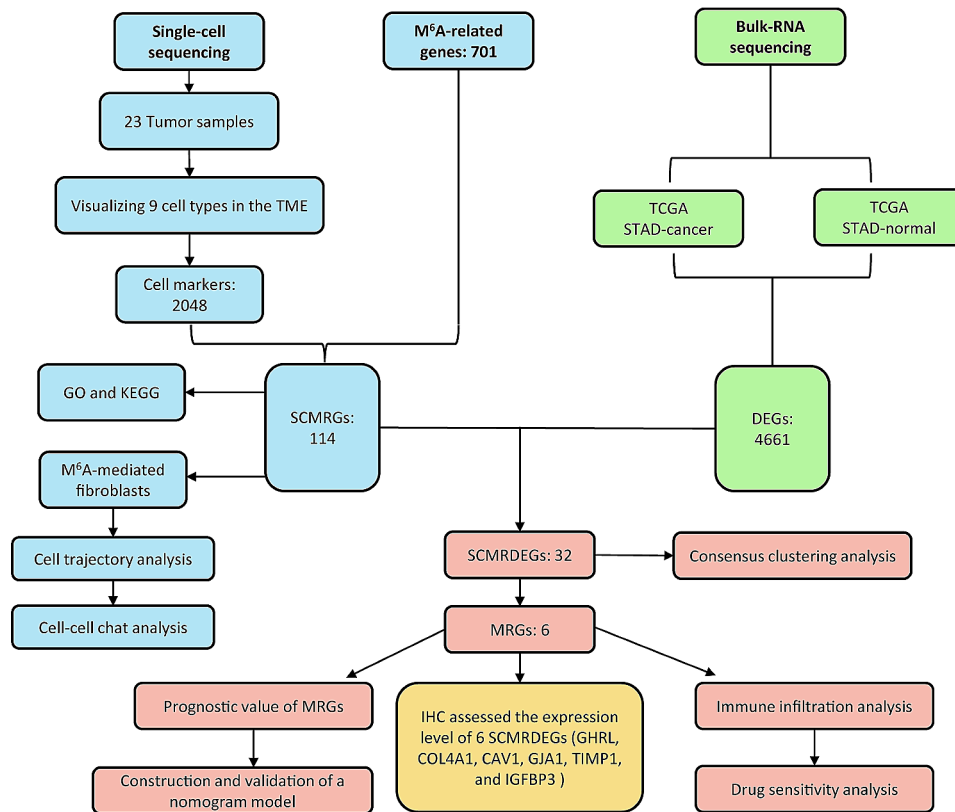 Single-cell
sequencing
M⁶A-related
genes: 701
Bulk-RNA
sequencing
23 Tumor samples
Visualizing 9 cell types in the TME
TCGA
STAD-cancer
TCGA
STAD-normal
Cell markers:
2048
GO and KEGG
SCMRGs:
114
DEGs:
4661
M⁶A-mediated
fibroblasts
Cell trajectory analysis
SCMRDEGs: 32
Consensus clustering analysis
Cell-cell chat analysis
MRGs: 6
Prognostic value of MRGs
IHC assessed the expression
level of 6 SCMRDEGs (GHRL,
COL4A1, CAV1, GJA1, TIMP1,
and IGFBP3 )
Immune infiltration analysis
Construction and validation of a
nomogram model
Drug sensitivity analysis